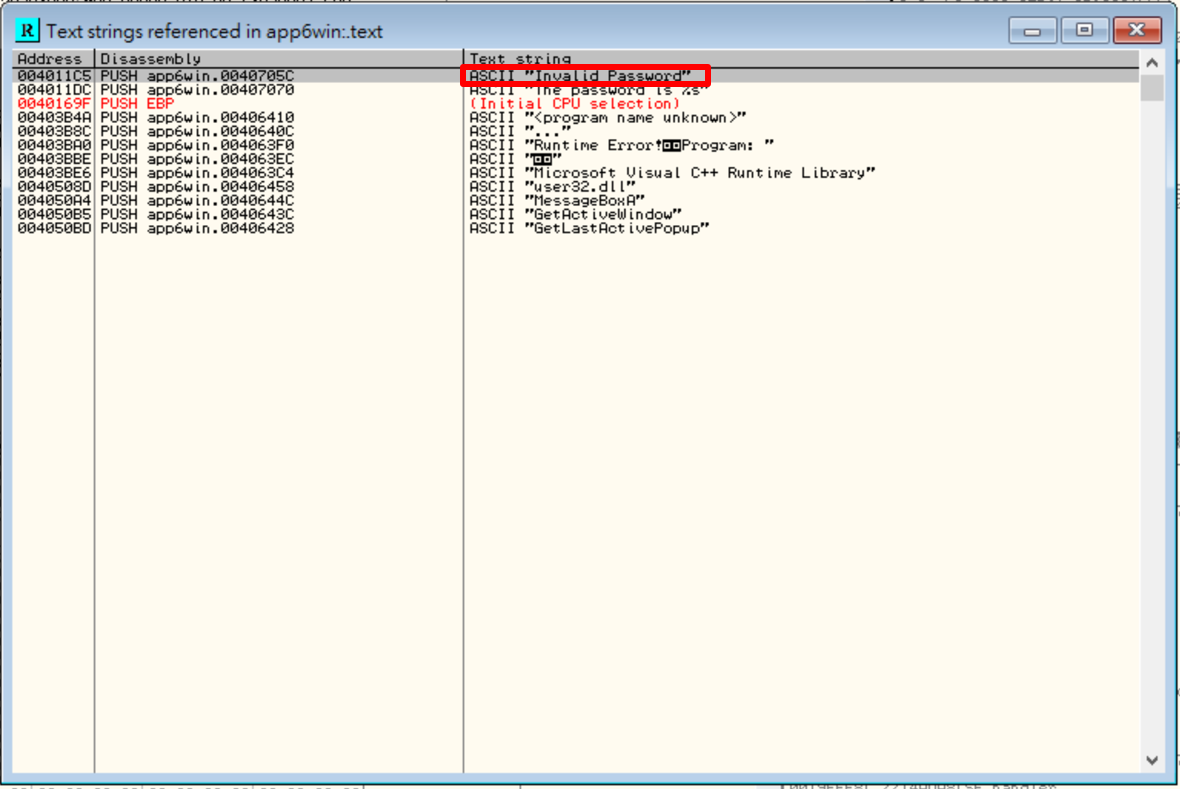 R Text strings referenced in app6win:.text
Address Disassembly Text string
004011C5 PUSH app6win.0040705C ASCII "Invalid Password"
004011DC PUSH app6win.00407070 ASCII "The password is %s"
0040169F PUSH EBP (Initial CPU selection)
00403B4A PUSH app6win.00406410 ASCII "<program name unknown>"
00403B8C PUSH app6win.0040640C ASCII "..."
00403BA0 PUSH app6win.004063F0 ASCII "Runtime Error!◘◘Program: "
00403BBE PUSH app6win.004063EC ASCII "◘◘"
00403BE6 PUSH app6win.004063C4 ASCII "Microsoft Visual C++ Runtime Library"
0040508D PUSH app6win.00406458 ASCII "user32.dll"
004050A4 PUSH app6win.0040644C ASCII "MessageBoxA"
004050B5 PUSH app6win.0040643C ASCII "GetActiveWindow"
004050BD PUSH app6win.00406428 ASCII "GetLastActivePopup"